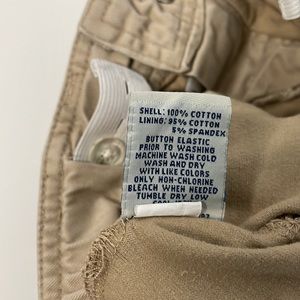 SHELL: 100% COTTON
LINING: 95% COTTON
5% SPANDEX
BUTTON ELASTIC
PRIOR TO WASHING
MACHINE WASH COLD
WASH AND DRY
WITH LIKE COLORS
ONLY NON-CHLORINE
BLEACH WHEN NEEDED
TUMBLE DRY LOW